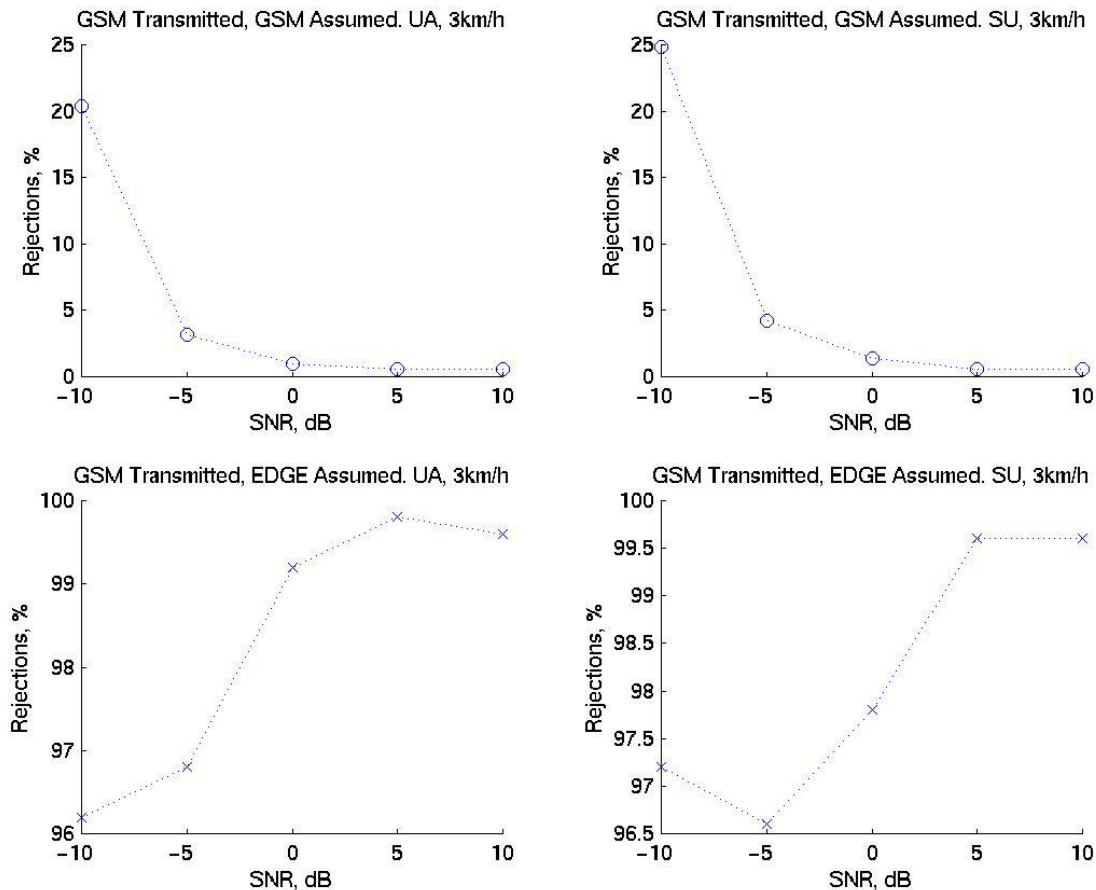 GSM Transmitted, GSM Assumed. UA, 3km/h
25
20
15
10
5
0
Rejections, %
−10 −5 0 5 10
SNR, dB
GSM Transmitted, GSM Assumed. SU, 3km/h
25
20
15
10
5
0
Rejections, %
−10 −5 0 5 10
SNR, dB
GSM Transmitted, EDGE Assumed. UA, 3km/h
100
99
98
97
96
Rejections, %
−10 −5 0 5 10
SNR, dB
GSM Transmitted, EDGE Assumed. SU, 3km/h
100
99.5
99
98.5
98
97.5
97
96.5
Rejections, %
−10 −5 0 5 10
SNR, dB